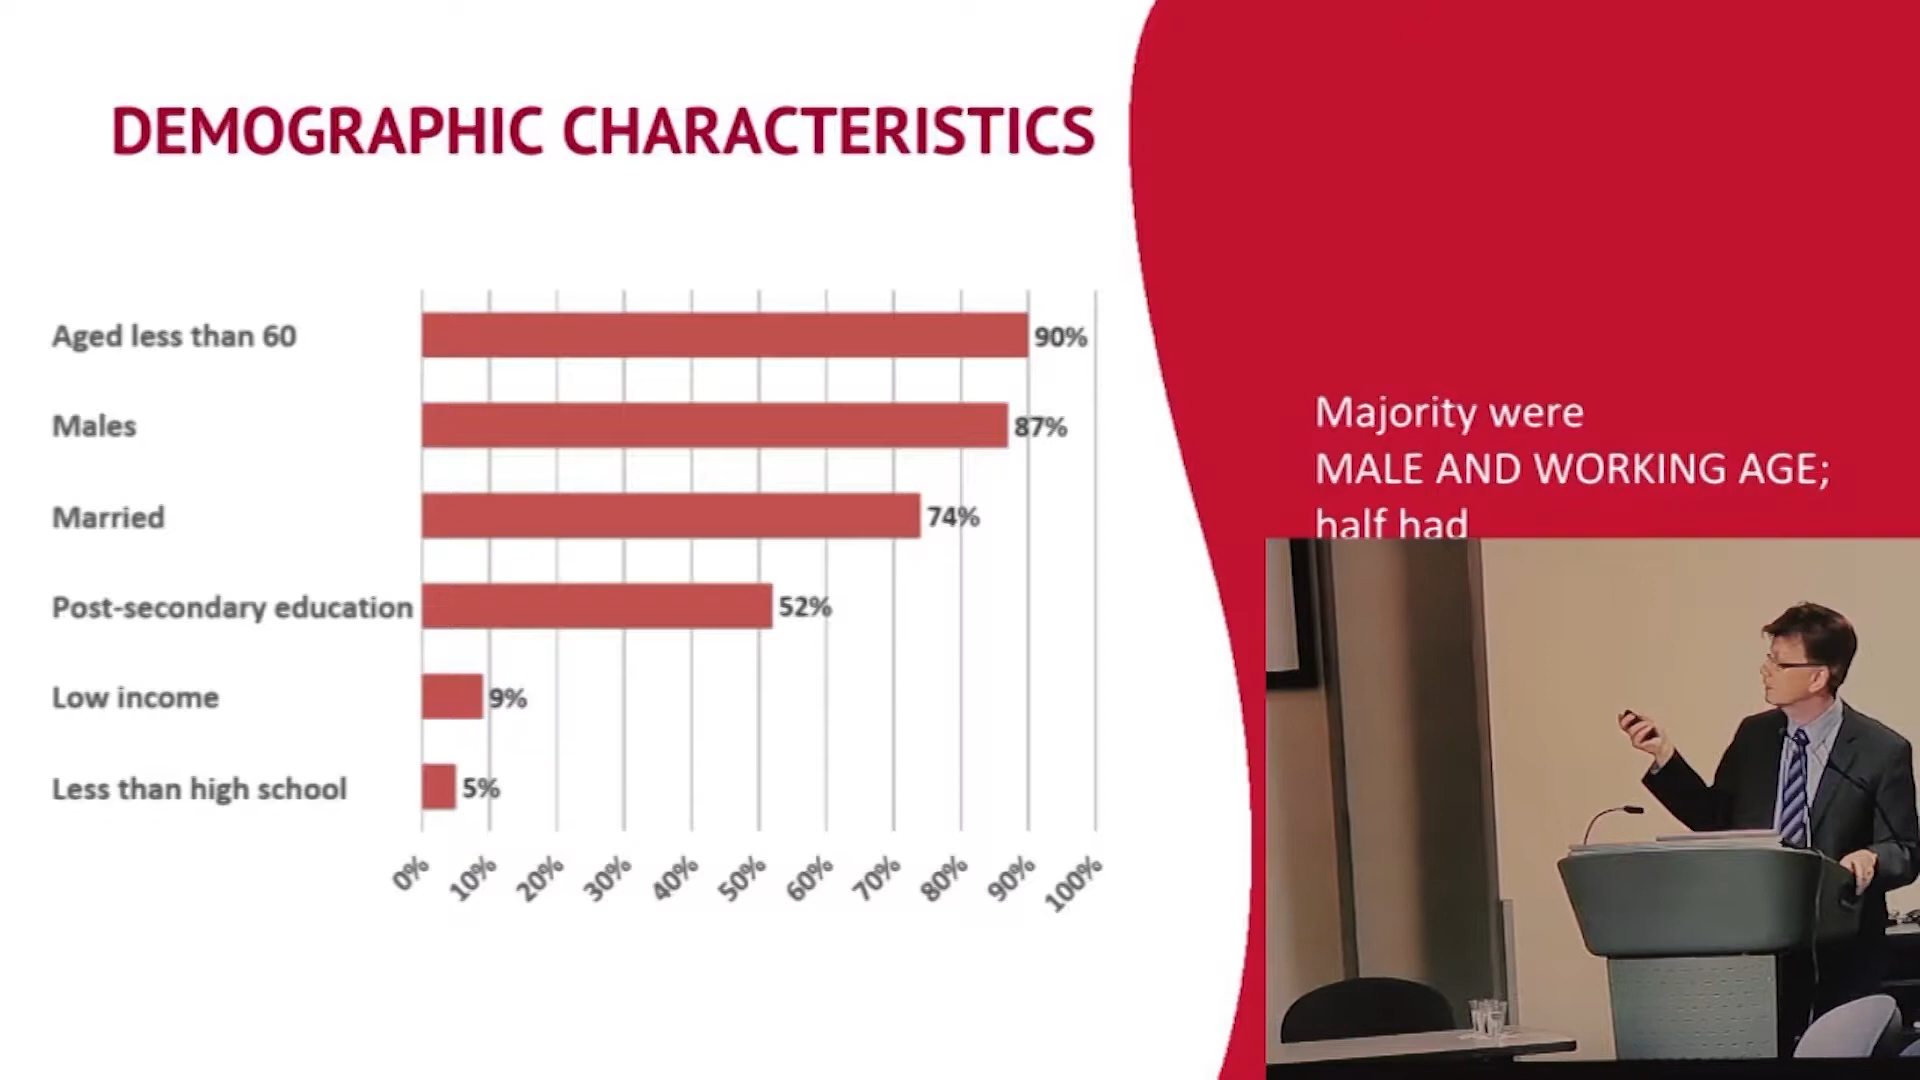 DEMOGRAPHIC CHARACTERISTICS
Aged less than 60
90%
Males
87%
Married
74%
Post-secondary education
52%
Low income
9%
Less than high school
5%
0%
10%
20%
30%
40%
50%
60%
70%
80%
90%
100%
Majority were
MALE AND WORKING AGE;
half had